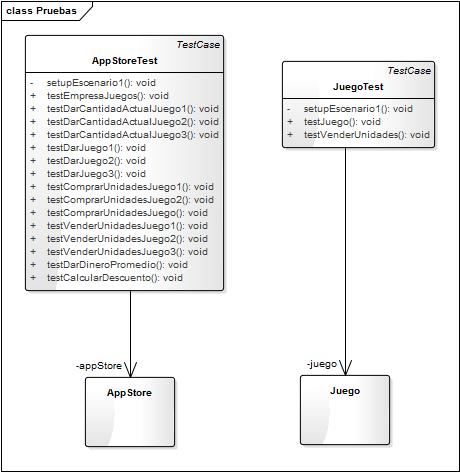 class Pruebas
TestCase
AppStoreTest
- setupEscenario1(): void
+ testEmpresaJuegos(): void
+ testDarCantidadActualJuego1(): void
+ testDarCantidadActualJuego2(): void
+ testDarCantidadActualJuego3(): void
+ testDarJuego1(): void
+ testDarJuego2(): void
+ testDarJuego3(): void
+ testComprarUnidadesJuego1(): void
+ testComprarUnidadesJuego2(): void
+ testComprarUnidadesJuego(): void
+ testVenderUnidadesJuego1(): void
+ testVenderUnidadesJuego2(): void
+ testVenderUnidadesJuego3(): void
+ testDarDineroPromedio(): void
+ testCalcularDescuento(): void
TestCase
JuegoTest
- setupEscenario1(): void
+ testJuego(): void
+ testVenderUnidades(): void
-appStore
-juego
AppStore
Juego